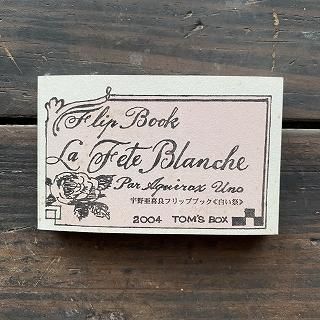 Flip Book
La Fête Blanche
Par Aquirax Uno
宇野亜喜良フリップブック《白い祭》
2004 TOM'S BOX